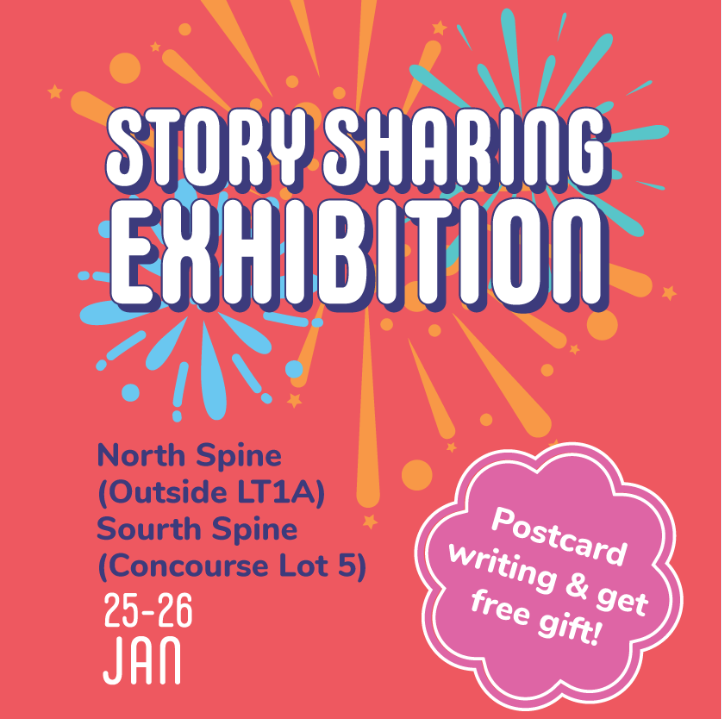 STORY SHARING
EXHIBITION
North Spine
(Outside LT1A)
Sourth Spine
(Concourse Lot 5)
25-26
JAN
Postcard
writing & get
free gift!